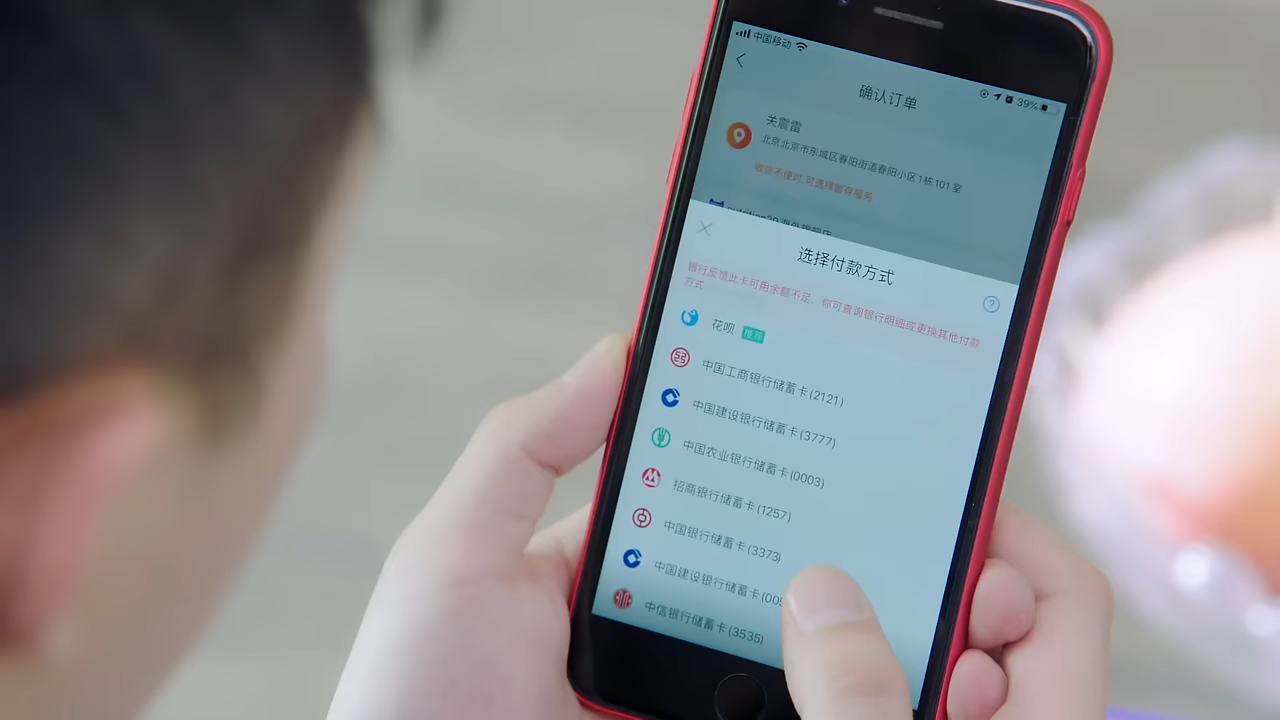 中国移动
39%
确认订单
关震雷
北京北京市东城区春阳街道春阳小区1栋101室
收货不便时,可选择暂存服务
选择付款方式
?
银行反馈此卡可用余额不足,你可查询银行明细或更换其他付款
方式
花呗 推荐
中国工商银行储蓄卡(2121)
中国建设银行储蓄卡(3777)
中国农业银行储蓄卡(0003)
招商银行储蓄卡(1257)
中国银行储蓄卡(3373)
中国建设银行储蓄卡(005
中信银行储蓄卡(3535)